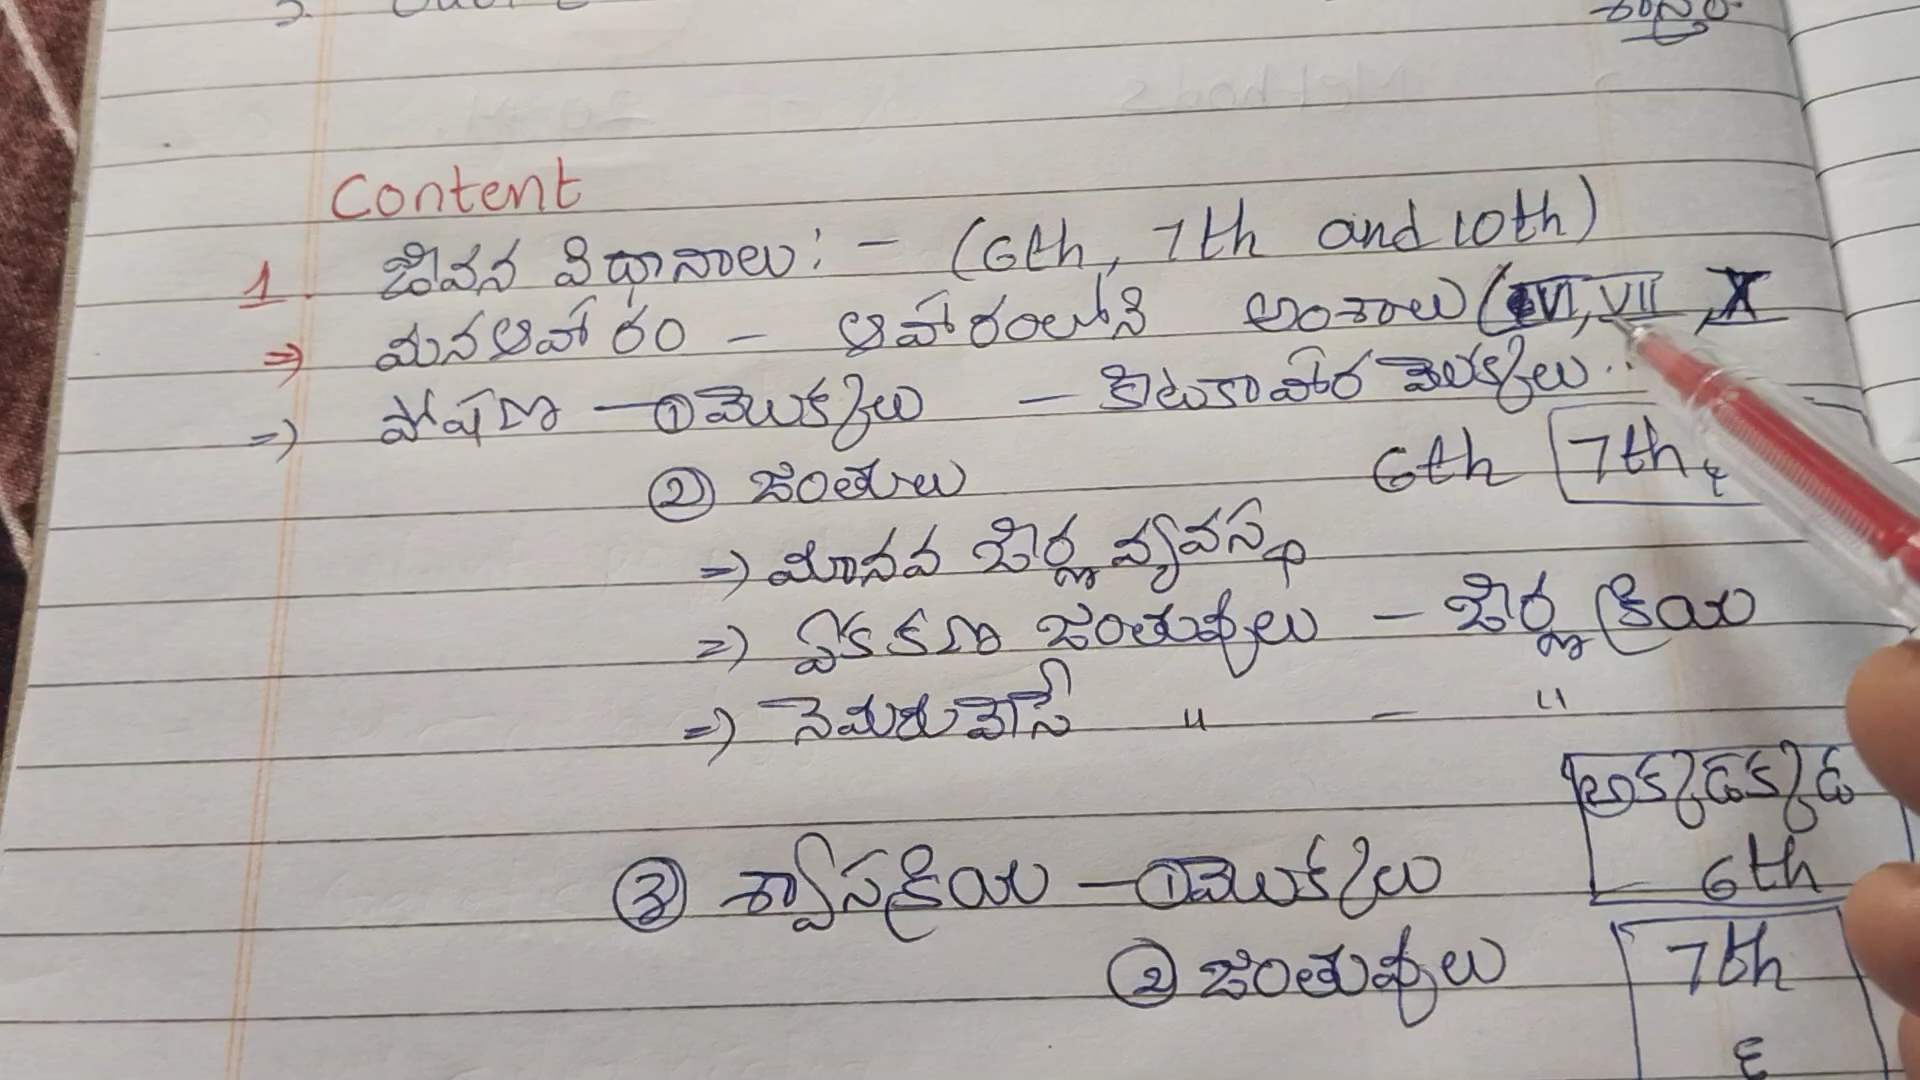 Content
1. జీవన విధానాలు :- (6th, 7th and 10th)
=> మన ఆహారం - ఆహారంలోని అంశాలు (VI, VII, X
=> పోషణ - ① మొక్కలు - కీటకాహార మొక్కలు..
② జంతులు 6th 7th &
=> మానవ జీర్ణ వ్యవస్థ
=> ఏకకణ జంతువులు - జీర్ణ క్రియ
=> నెమరువేసే " - "
అక్కడక్కడ
6th
③ శ్వాసక్రియ - ① మొక్కలు
② జంతువులు 7th
&